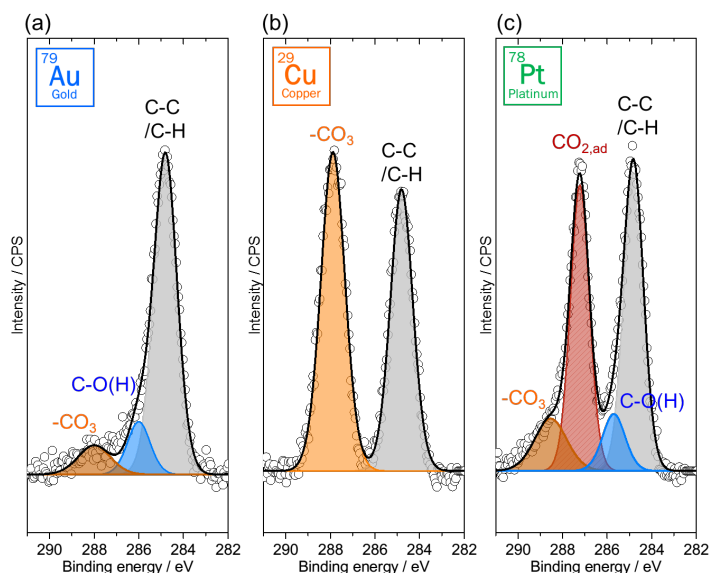 (a)
79
Au
Gold
C-C
/C-H
C-O(H)
-CO₃
Intensity / CPS
290 288 286 284 282
Binding energy / eV
(b)
29
Cu
Copper
-CO₃
C-C
/C-H
Intensity / CPS
290 288 286 284 282
Binding energy / eV
(c)
78
Pt
Platinum
CO₂,ad
C-C
/C-H
-CO₃
C-O(H)
Intensity / CPS
290 288 286 284 282
Binding energy / eV